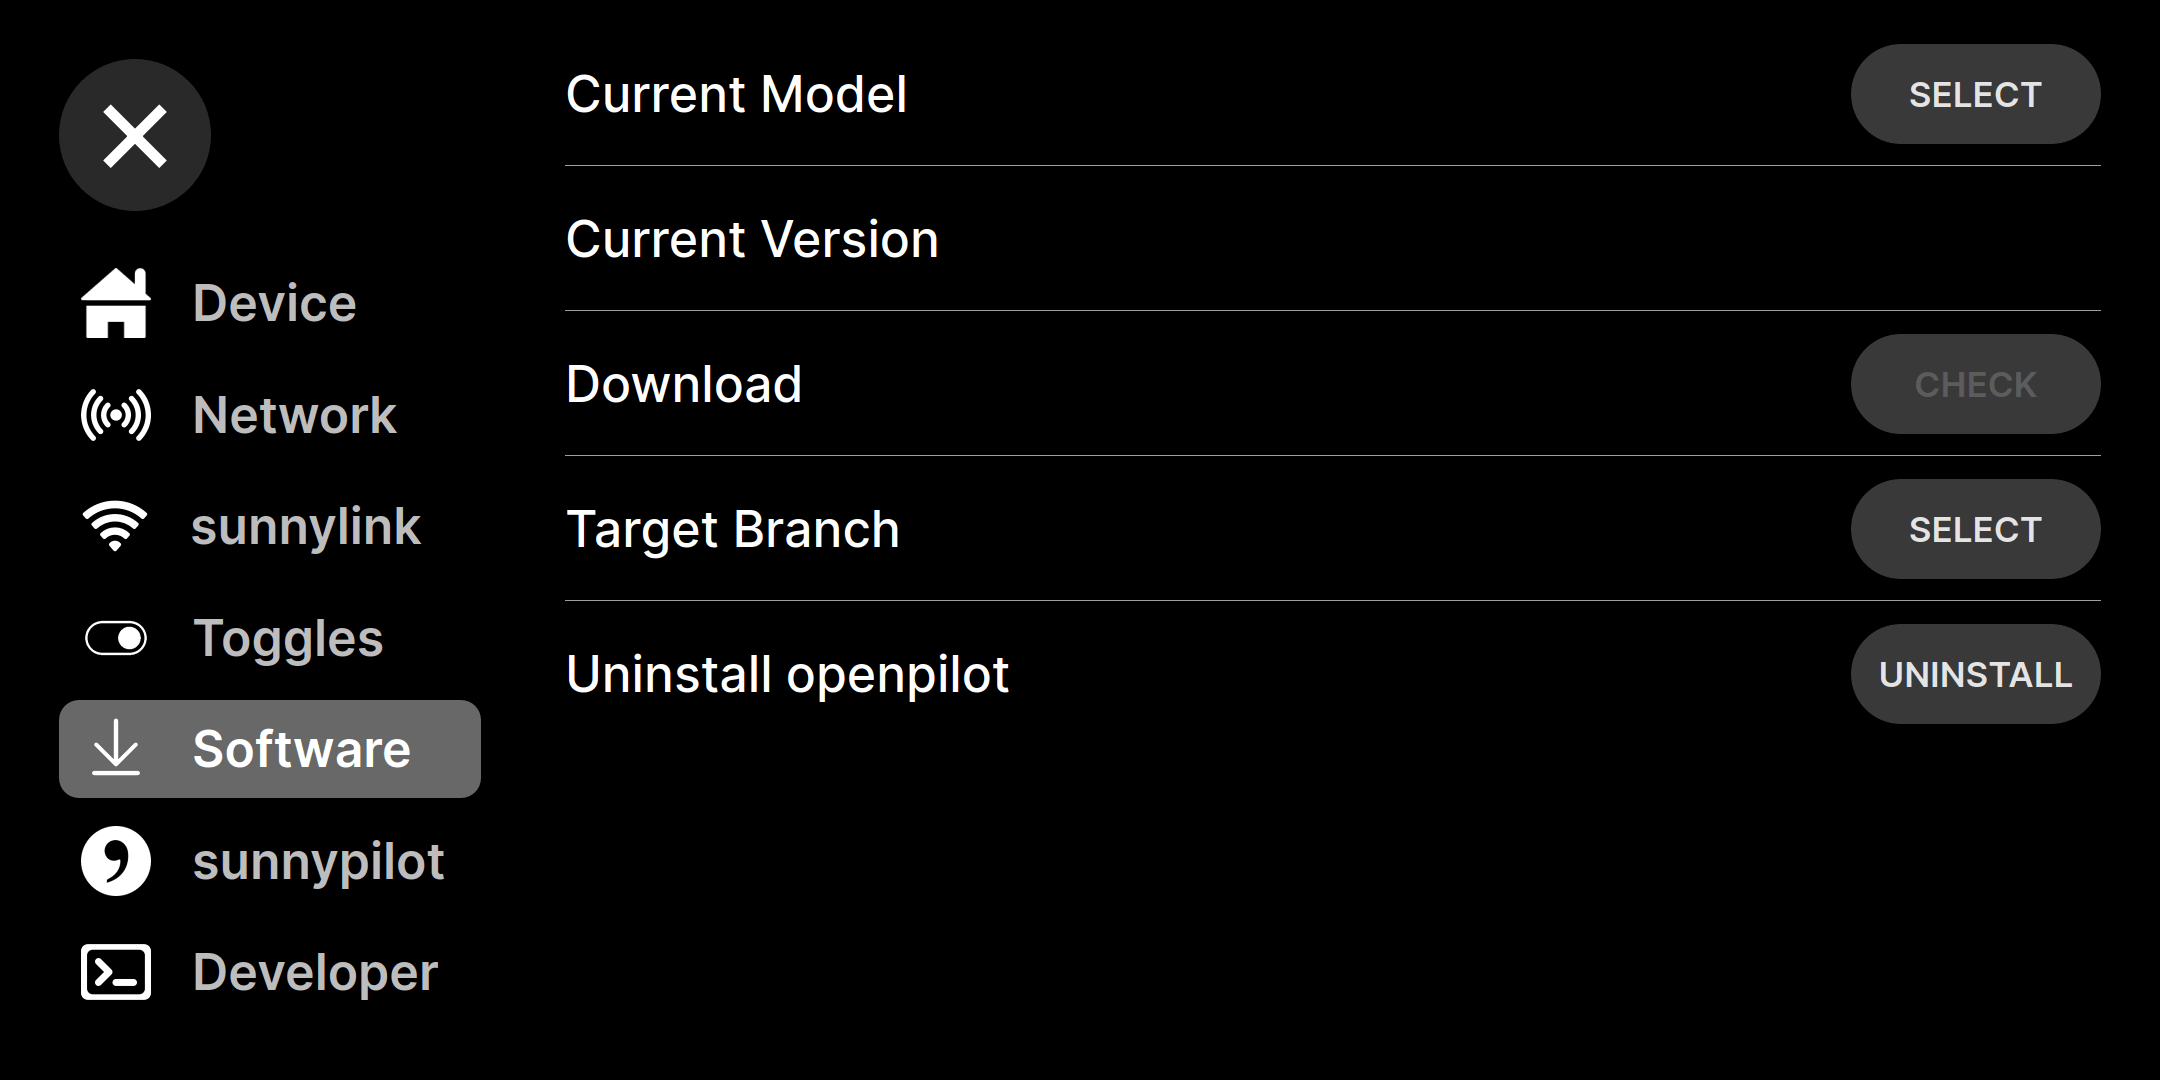 Device
Network
sunnylink
Toggles
Software
sunnypilot
Developer
Current Model
SELECT
Current Version
Download
CHECK
Target Branch
SELECT
Uninstall openpilot
UNINSTALL